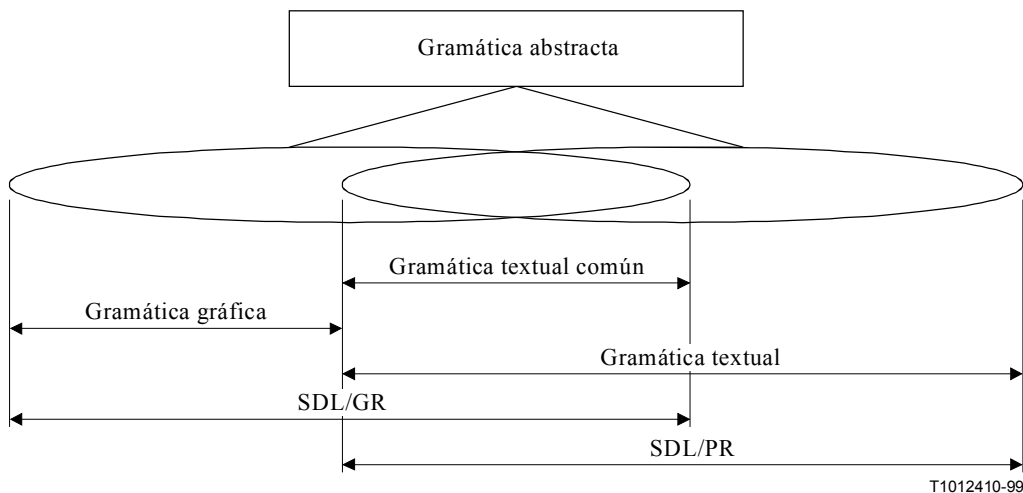 Gramática abstracta
Gramática textual común
Gramática gráfica
Gramática textual
SDL/GR
SDL/PR
T1012410-99